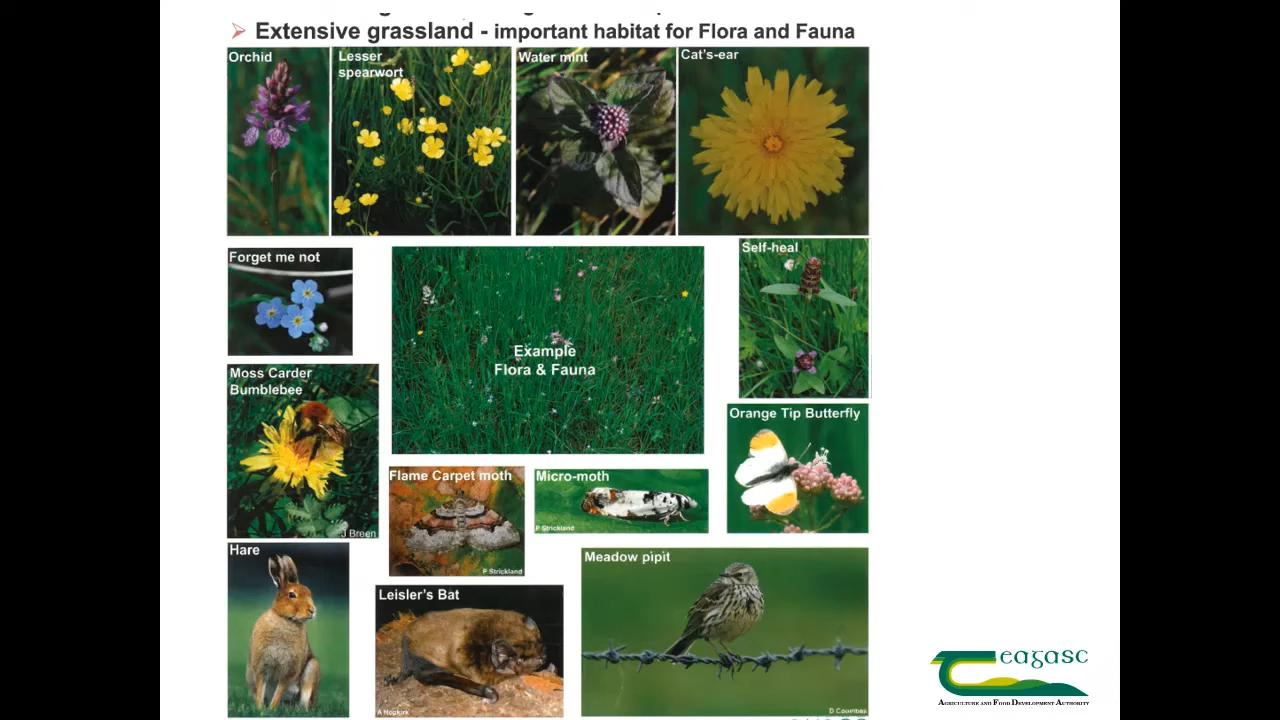 ➢ Extensive grassland - important habitat for Flora and Fauna
Orchid
Lesser
spearwort
Water mint
Cat's-ear
Forget me not
Self-heal
Example
Flora & Fauna
Moss Carder
Bumblebee
J Breen
Orange Tip Butterfly
Flame Carpet moth
P Strickland
Micro-moth
P Strickland
Hare
Leisler's Bat
A Hopkirk
Meadow pipit
D Coombes
eagasc
AGRICULTURE AND FOOD DEVELOPMENT AUTHORITY